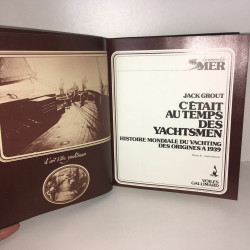 MER
JACK GROUT
C'ÉTAIT
AU TEMPS
DES
YACHTSMEN
HISTOIRE MONDIALE DU YACHTING
DES ORIGINES A 1939
VOILES
GALLIMARD